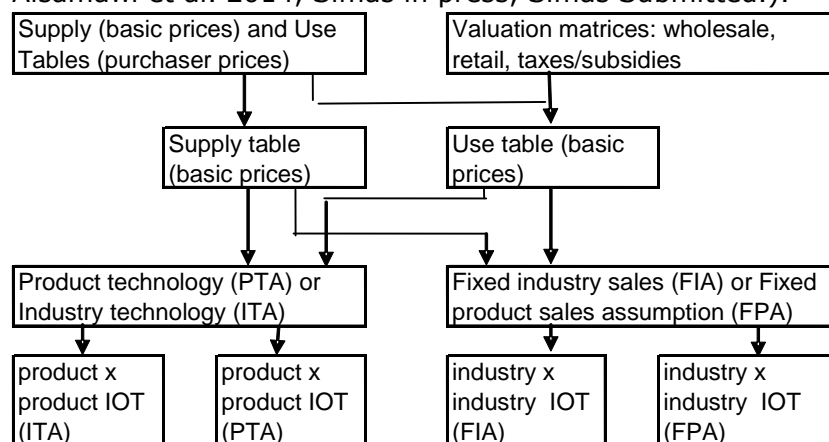 Alsamawi et al. 2014, Simas in press, Simas Submitted.).
Supply (basic prices) and Use
Tables (purchaser prices)
Valuation matrices: wholesale,
retail, taxes/subsidies
Supply table
(basic prices)
Use table (basic
prices)
Product technology (PTA) or
Industry technology (ITA)
Fixed industry sales (FIA) or Fixed
product sales assumption (FPA)
product x
product IOT
(ITA)
product x
product IOT
(PTA)
industry x
industry IOT
(FIA)
industry x
industry IOT
(FPA)